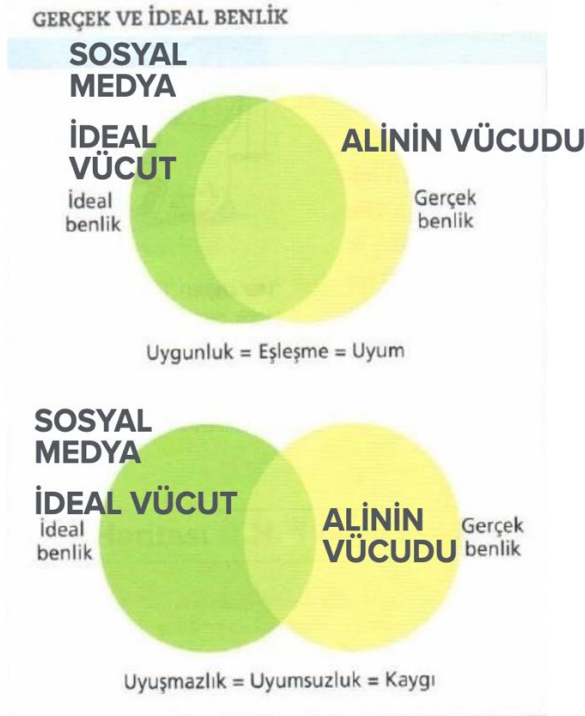 GERÇEK VE İDEAL BENLİK
SOSYAL
MEDYA
İDEAL
VÜCUT
ALİNİN VÜCUDU
İdeal
benlik
Gerçek
benlik
Uygunluk = Eşleşme = Uyum
SOSYAL
MEDYA
İDEAL VÜCUT
İdeal
benlik
ALİNİN
VÜCUDU
Gerçek
benlik
Uyuşmazlık = Uyumsuzluk = Kaygı